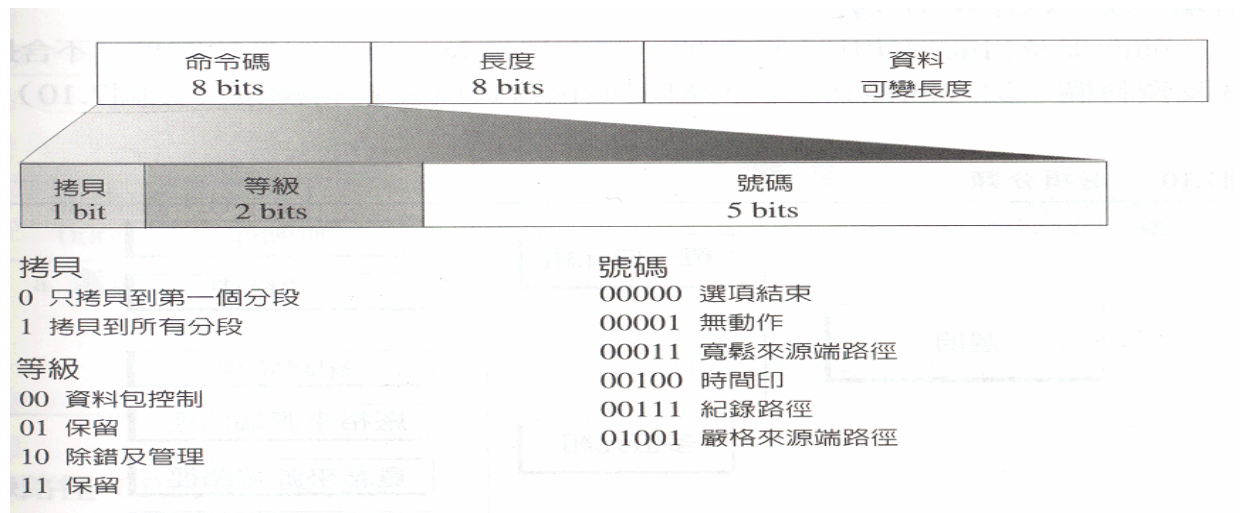 命令碼
8 bits
長度
8 bits
資料
可變長度
拷貝
1 bit
等級
2 bits
號碼
5 bits
拷貝
0 只拷貝到第一個分段
1 拷貝到所有分段
等級
00 資料包控制
01 保留
10 除錯及管理
11 保留
號碼
00000 選項結束
00001 無動作
00011 寬鬆來源端路徑
00100 時間印
00111 紀錄路徑
01001 嚴格來源端路徑